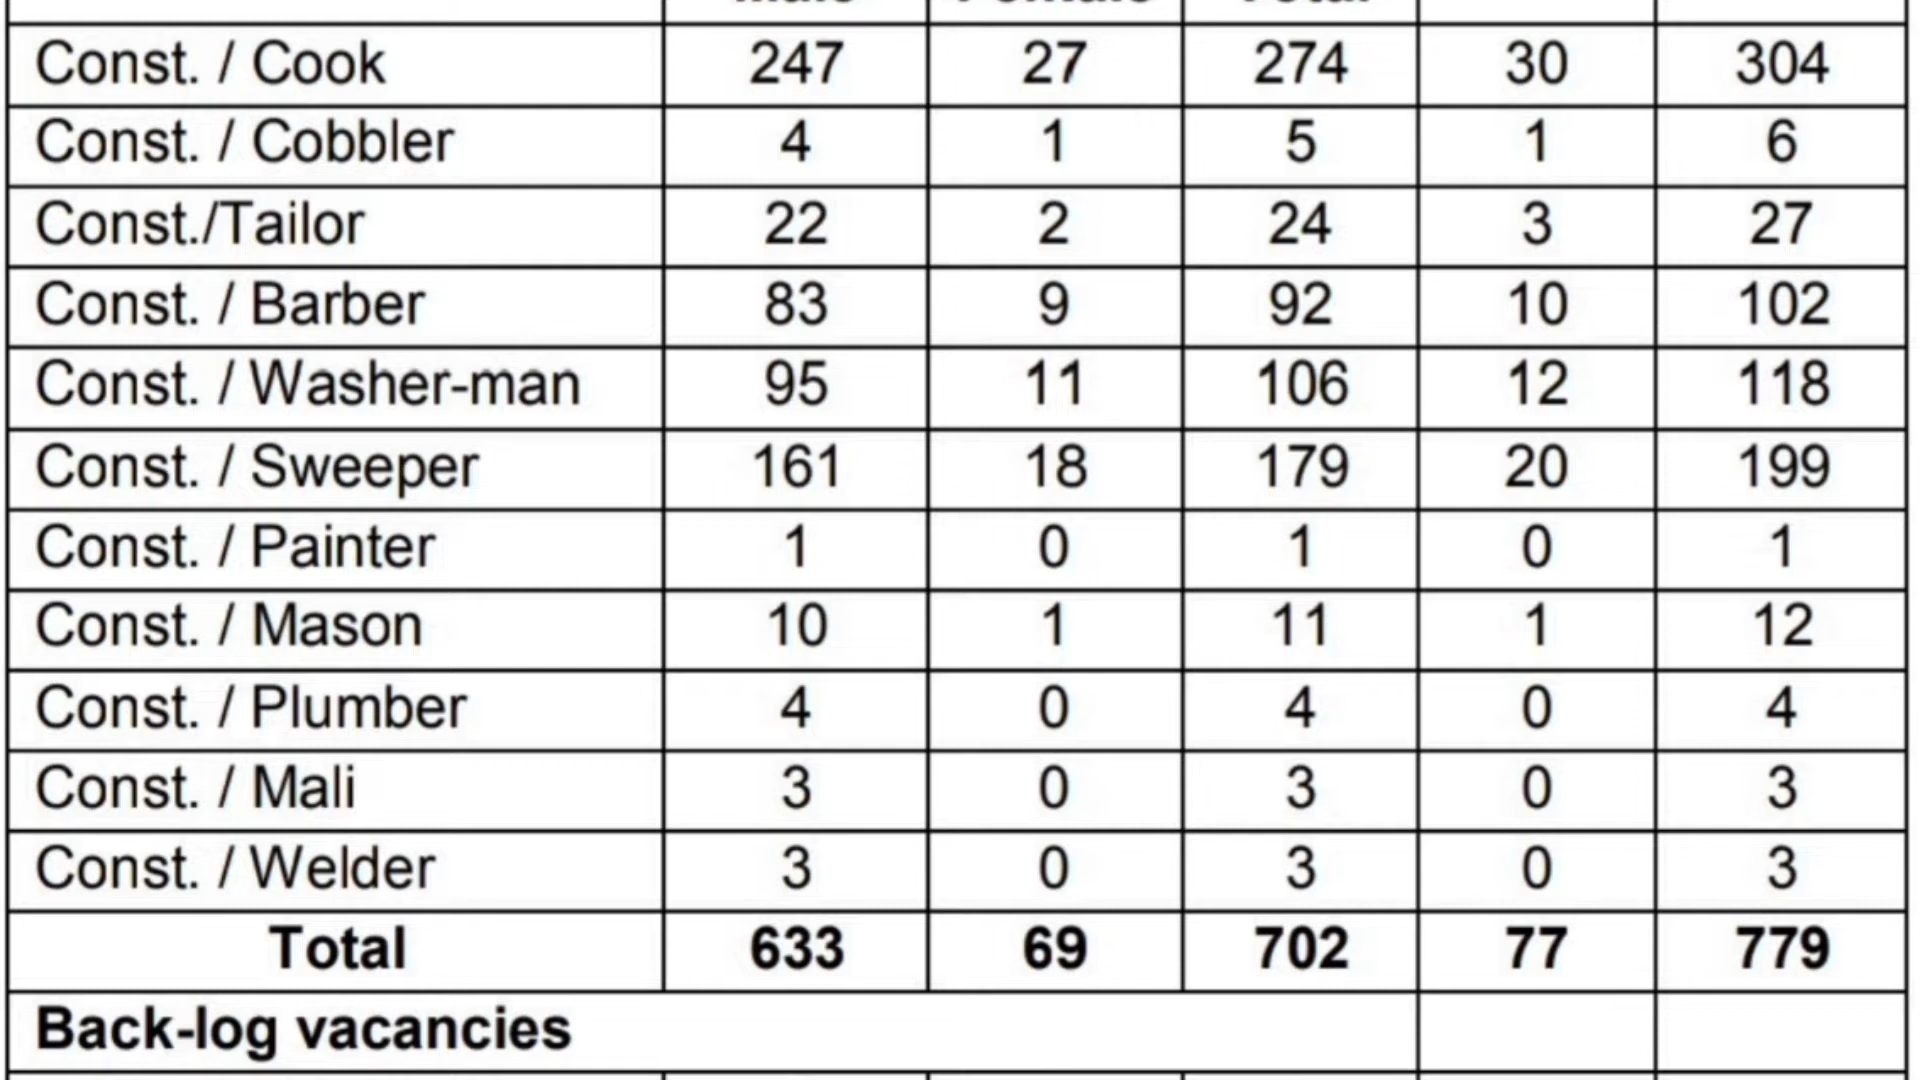 Male Female Total
Const. / Cook 247 27 274 30 304
Const. / Cobbler 4 1 5 1 6
Const./Tailor 22 2 24 3 27
Const. / Barber 83 9 92 10 102
Const. / Washer-man 95 11 106 12 118
Const. / Sweeper 161 18 179 20 199
Const. / Painter 1 0 1 0 1
Const. / Mason 10 1 11 1 12
Const. / Plumber 4 0 4 0 4
Const. / Mali 3 0 3 0 3
Const. / Welder 3 0 3 0 3
Total 633 69 702 77 779
Back-log vacancies